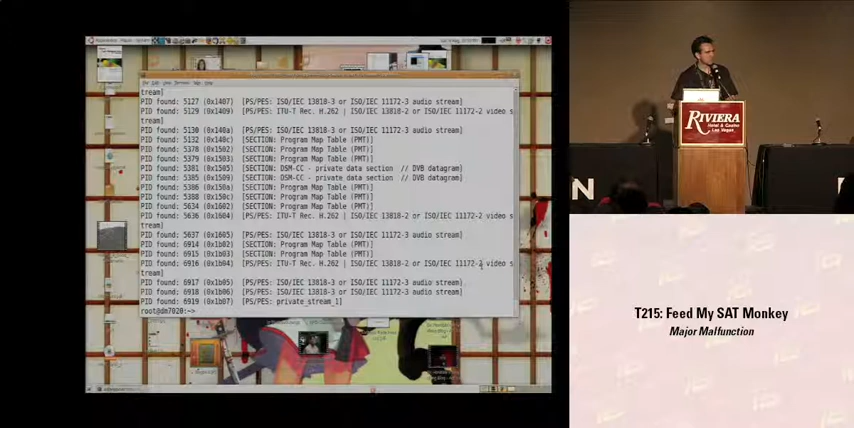 tream]
PID found: 5127 (0x1407) [PS/PES: ISO/IEC 13818-3 or ISO/IEC 11172-3 audio stream]
PID found: 5129 (0x1409) [PS/PES: ITU-T Rec. H.262 | ISO/IEC 13818-2 or ISO/IEC 11172-2 video s
tream]
PID found: 5130 (0x140a) [PS/PES: ISO/IEC 13818-3 or ISO/IEC 11172-3 audio stream]
PID found: 5132 (0x140c) [SECTION: Program Map Table (PMT)]
PID found: 5378 (0x1502) [SECTION: Program Map Table (PMT)]
PID found: 5379 (0x1503) [SECTION: Program Map Table (PMT)]
PID found: 5381 (0x1505) [SECTION: DSM-CC - private data section // DVB datagram]
PID found: 5385 (0x1509) [SECTION: DSM-CC - private data section // DVB datagram]
PID found: 5386 (0x150a) [SECTION: Program Map Table (PMT)]
PID found: 5388 (0x150c) [SECTION: Program Map Table (PMT)]
PID found: 5634 (0x1602) [SECTION: Program Map Table (PMT)]
PID found: 5636 (0x1604) [PS/PES: ITU-T Rec. H.262 | ISO/IEC 13818-2 or ISO/IEC 11172-2 video s
tream]
PID found: 5637 (0x1605) [PS/PES: ISO/IEC 13818-3 or ISO/IEC 11172-3 audio stream]
PID found: 6914 (0x1b02) [SECTION: Program Map Table (PMT)]
PID found: 6915 (0x1b03) [SECTION: Program Map Table (PMT)]
PID found: 6916 (0x1b04) [PS/PES: ITU-T Rec. H.262 | ISO/IEC 13818-2 or ISO/IEC 11172-2 video s
tream]
PID found: 6917 (0x1b05) [PS/PES: ISO/IEC 13818-3 or ISO/IEC 11172-3 audio stream]
PID found: 6918 (0x1b06) [PS/PES: ISO/IEC 13818-3 or ISO/IEC 11172-3 audio stream]
PID found: 6919 (0x1b07) [PS/PES: private_stream_1]
root@dm7020:~>
RIVIERA
Hotel & Casino
Las Vegas
N
T215: Feed My SAT Monkey
Major Malfunction